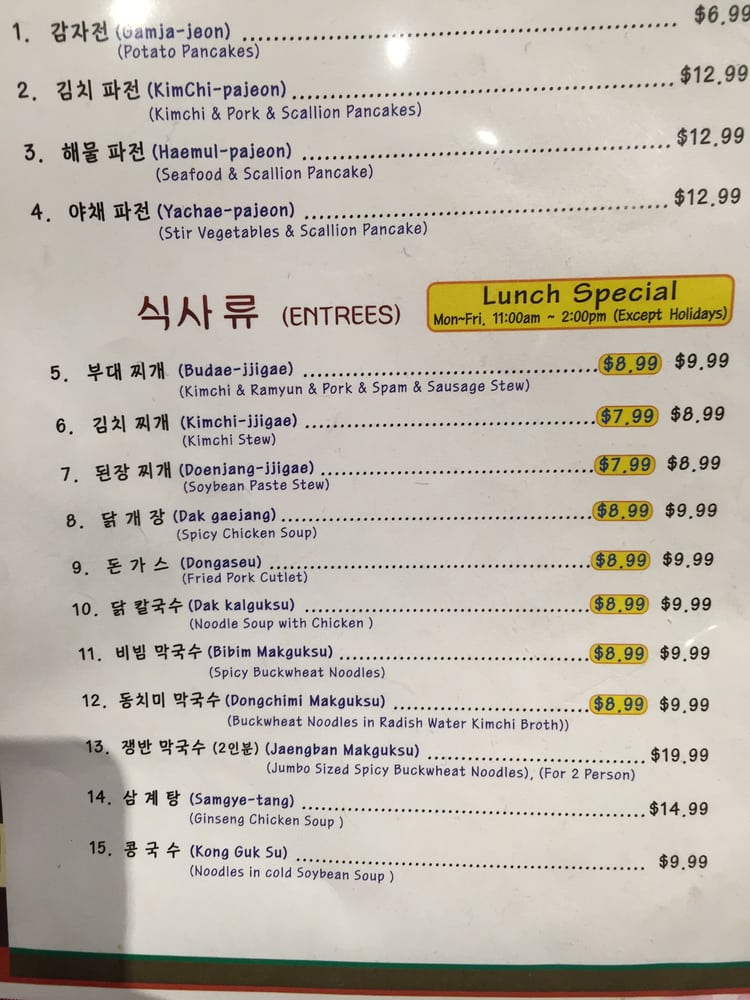 1. 감자전 (Gamja-jeon) ........ $6.99
(Potato Pancakes)
2. 김치 파전 (KimChi-pajeon) ........ $12.99
(Kimchi & Pork & Scallion Pancakes)
3. 해물 파전 (Haemul-pajeon) ........ $12.99
(Seafood & Scallion Pancake)
4. 야채 파전 (Yachae-pajeon) ........ $12.99
(Stir Vegetables & Scallion Pancake)
식사류 (ENTREES)
Lunch Special
Mon~Fri. 11:00am ~ 2:00pm (Except Holidays)
5. 부대 찌개 (Budae-jjigae) ........ $8.99 $9.99
(Kimchi & Ramyun & Pork & Spam & Sausage Stew)
6. 김치 찌개 (Kimchi-jjigae) ........ $7.99 $8.99
(Kimchi Stew)
7. 된장 찌개 (Doenjang-jjigae) ........ $7.99 $8.99
(Soybean Paste Stew)
8. 닭 개 장 (Dak gaejang) ........ $8.99 $9.99
(Spicy Chicken Soup)
9. 돈 가 스 (Dongaseu) ........ $8.99 $9.99
(Fried Pork Cutlet)
10. 닭 칼국수 (Dak kalguksu) ........ $8.99 $9.99
(Noodle Soup with Chicken )
11. 비빔 막국수 (Bibim Makguksu) ........ $8.99 $9.99
(Spicy Buckwheat Noodles)
12. 동치미 막국수 (Dongchimi Makguksu) ........ $8.99 $9.99
(Buckwheat Noodles in Radish Water Kimchi Broth))
13. 쟁반 막국수 (2인분) (Jaengban Makguksu) ........ $19.99
(Jumbo Sized Spicy Buckwheat Noodles), (For 2 Person)
14. 삼 계 탕 (Samgye-tang) ........ $14.99
(Ginseng Chicken Soup )
15. 콩 국 수 (Kong Guk Su) ........ $9.99
(Noodles in cold Soybean Soup )